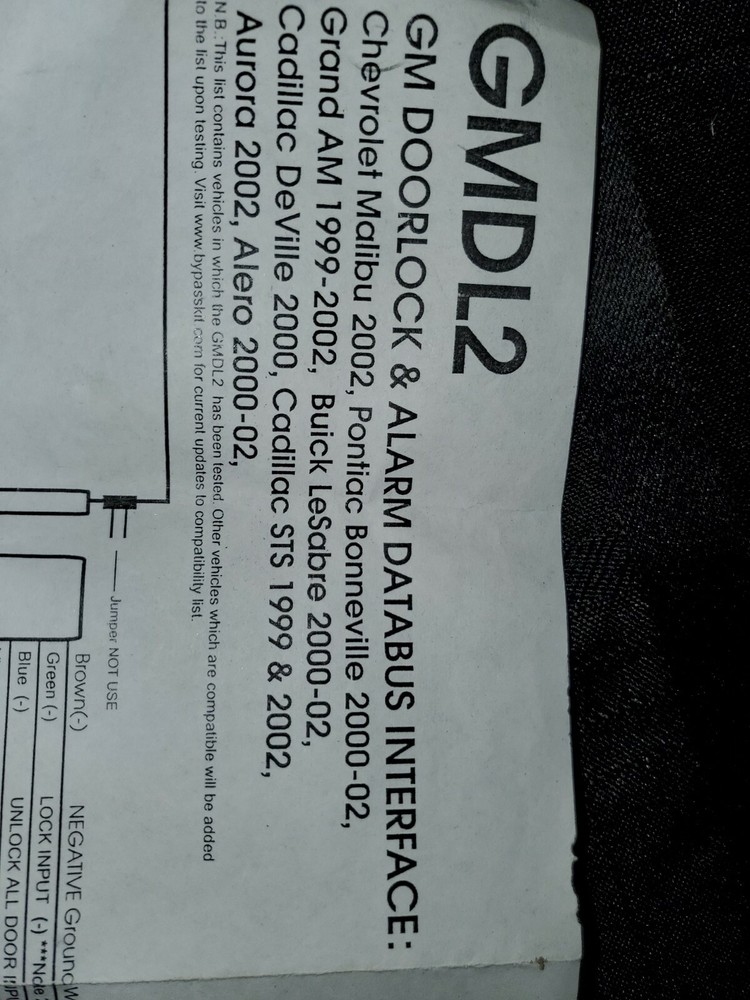 GMDL2
GM DOORLOCK & ALARM DATABUS INTERFACE:
Chevrolet Malibu 2002, Pontiac Bonneville 2000-02,
Grand AM 1999-2002, Buick LeSabre 2000-02,
Cadillac DeVille 2000, Cadillac STS 1999 & 2002,
Aurora 2002, Alero 2000-02,
N.B.: This list contains vehicles in which the GMDL2 has been tested. Other vehicles which are compatible will be added
to the list upon testing. Visit www.bypasskit.com for current updates to compatibility list.
Jumper NOT USE
Brown(-) NEGATIVE Ground
Green (-) LOCK INPUT (-)
Blue (-) UNLOCK ALL DOOR